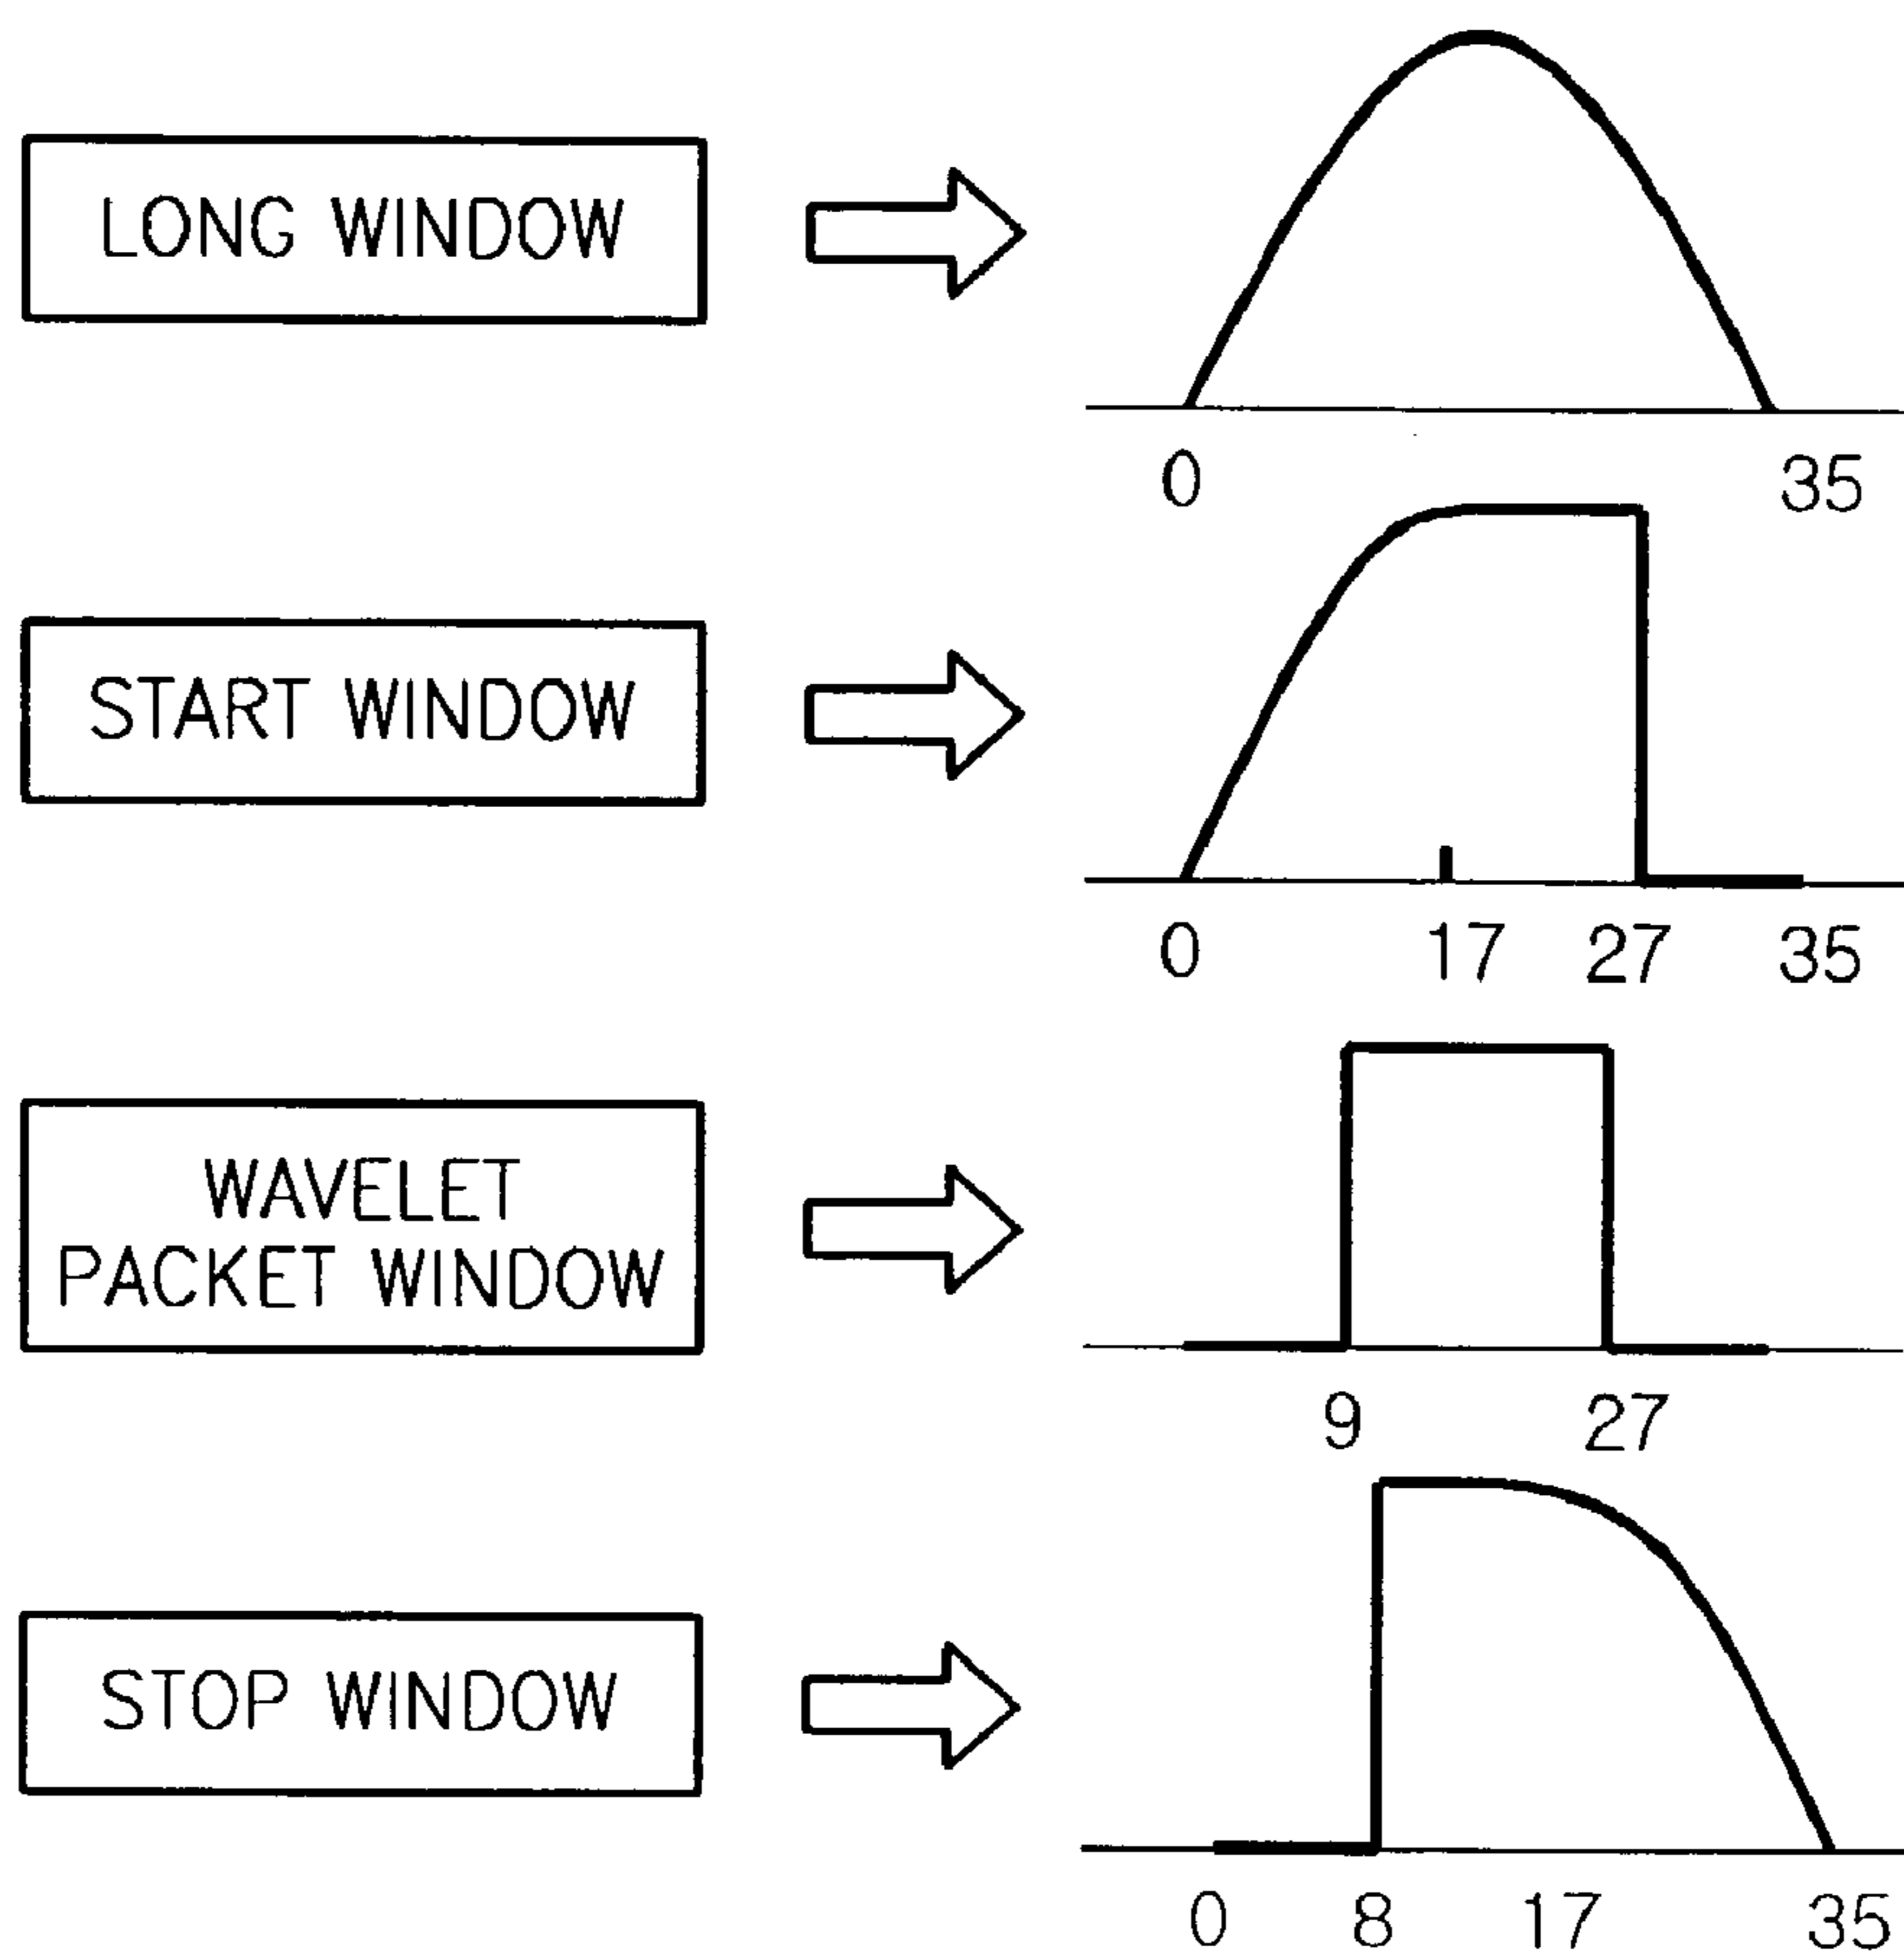 LONG WINDOW
0 35
START WINDOW
0 17 27 35
WAVELET
PACKET WINDOW
9 27
STOP WINDOW
0 8 17 35